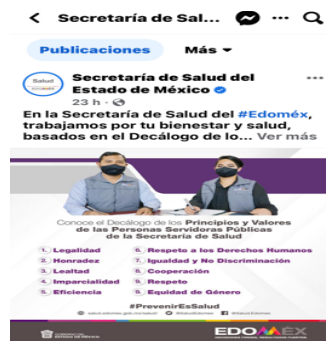 Secretaría de Sal...
Publicaciones
Más
Salud
Secretaría de Salud del
Estado de México
23 h
En la Secretaría de Salud del #Edoméx,
trabajamos por tu bienestar y salud,
basados en el Decálogo de lo... Ver más
Conoce el Decálogo de los Principios y Valores
de las Personas Servidoras Públicas
de la Secretaría de Salud
1. Legalidad
2. Honradez
3. Lealtad
4. Imparcialidad
5. Eficiencia
6. Respeto a los Derechos Humanos
7. Igualdad y No Discriminación
8. Cooperación
9. Respeto
10. Equidad de Género
#PrevenirEsSalud
EDOMÉX